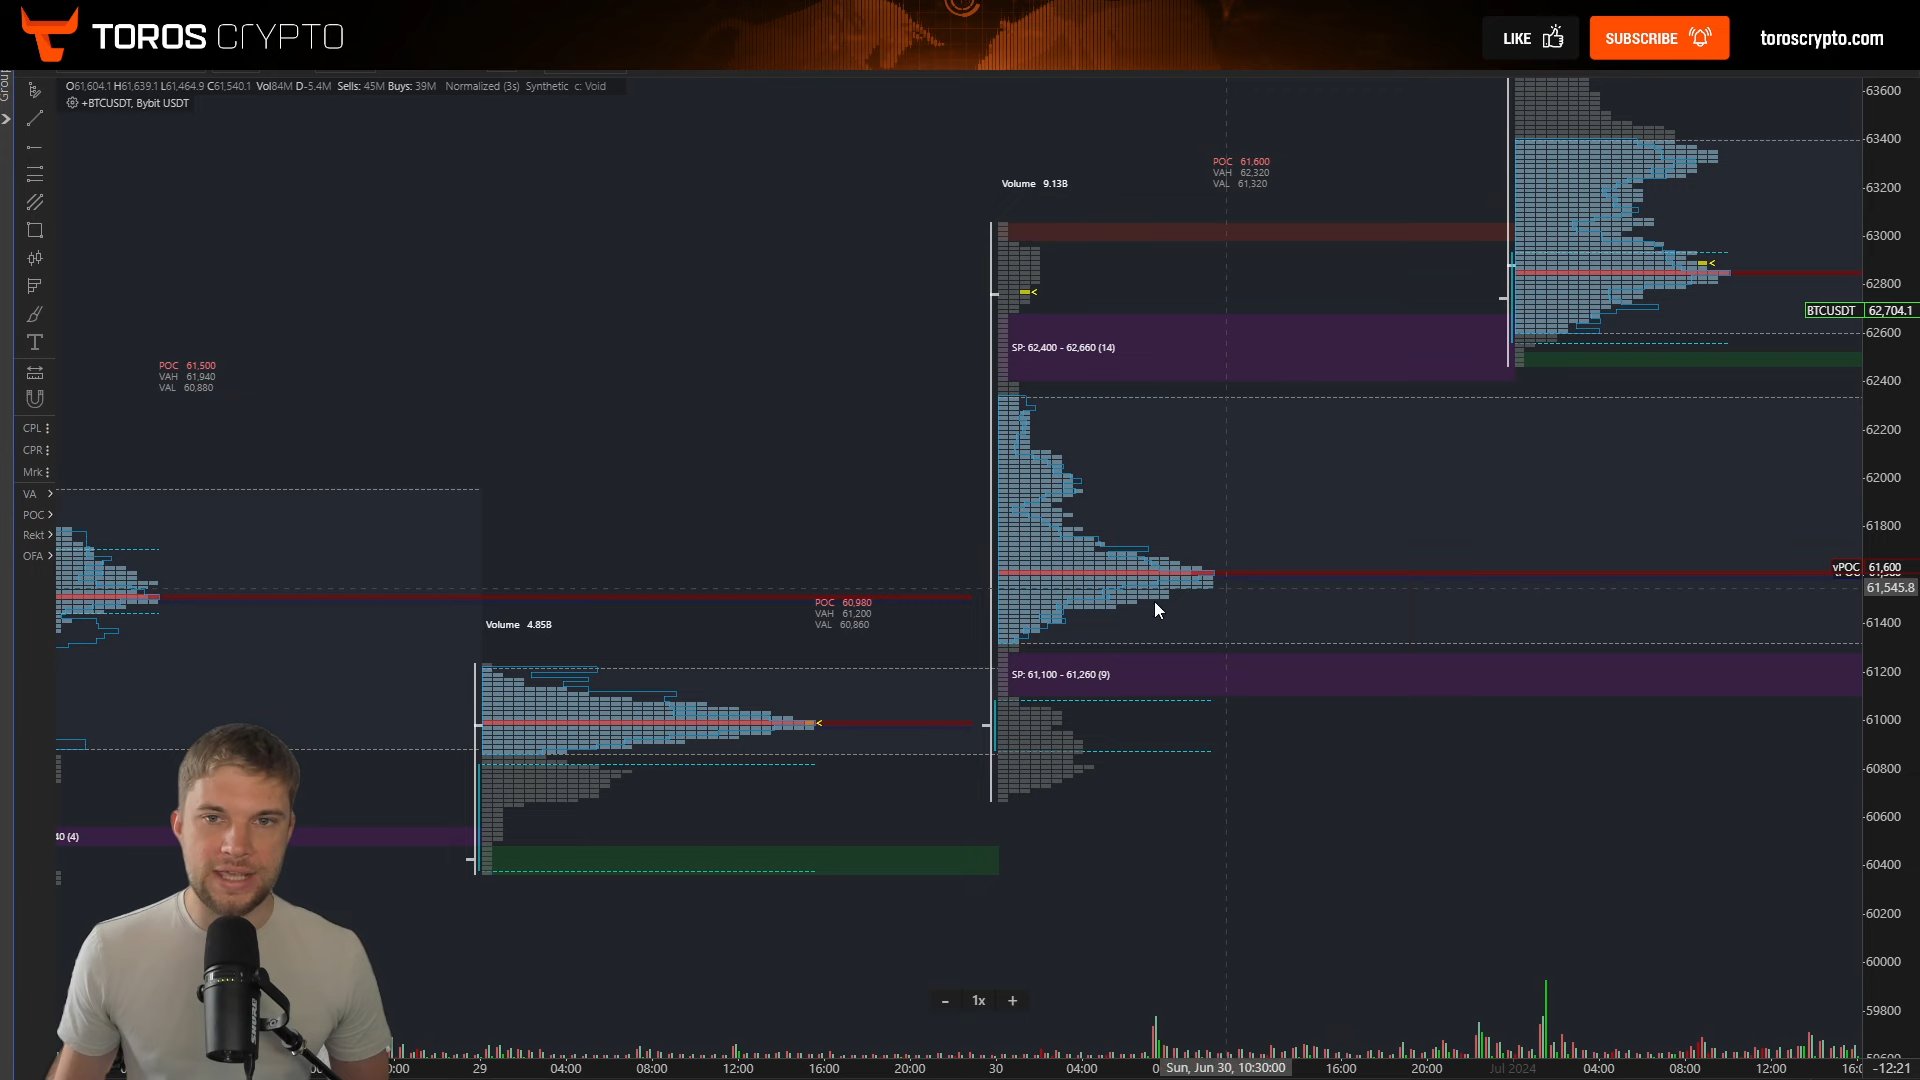 TOROS CRYPTO
LIKE
SUBSCRIBE
toroscrypto.com
Group
O61,604.1 H61,639.1 L61,464.9 C61,540.1 Vol84M D-5.4M Sells: 45M Buys: 39M Normalized (3s) Synthetic c: Void
+BTCUSDT, Bybit USDT
CPL
CPR
Mrk
VA
POC
Rekt
OFA
POC 61,500
VAH 61,940
VAL 60,880
40 (4)
Volume 4.85B
POC 60,980
VAH 61,200
VAL 60,860
Volume 9.13B
POC 61,600
VAH 62,320
VAL 61,320
SP: 62,400 - 62,660 (14)
SP: 61,100 - 61,260 (9)
63600
63400
63200
63000
62800
BTCUSDT 62,704.1
62600
62400
62200
62000
61800
vPOC 61,600
61,545.8
61400
61200
61000
60800
60600
60400
60200
60000
59800
- 1x +
29
04:00
08:00
12:00
16:00
20:00
30
04:00
Sun, Jun 30, 10:30:00
16:00
20:00
Jul 2024
04:00
08:00
12:00
-12:21